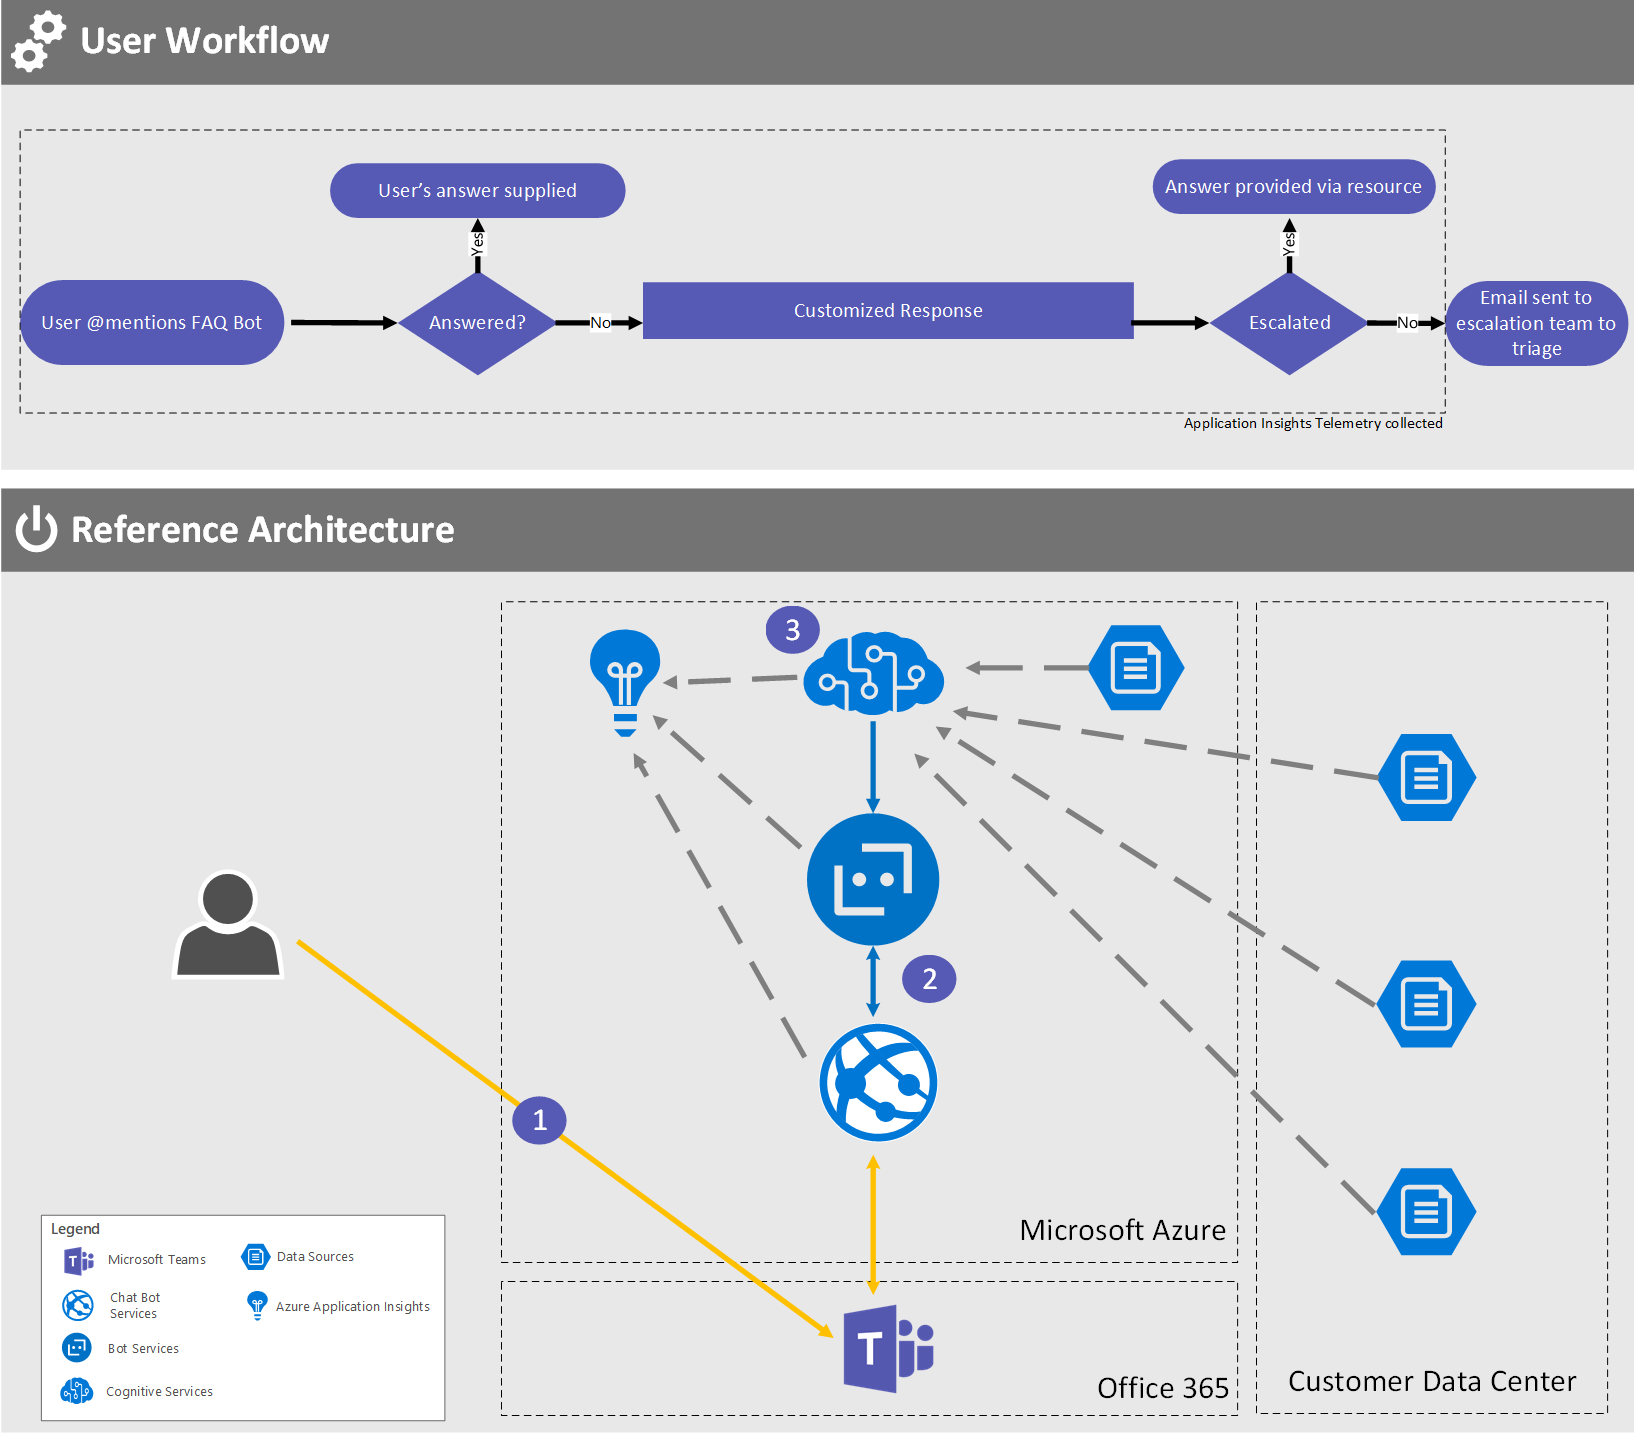 User Workflow
User's answer supplied
Answer provided via resource
Yes
Yes
User @mentions FAQ Bot
Answered?
No
Customized Response
Escalated
No
Email sent to
escalation team to
triage
Application Insights Telemetry collected
Reference Architecture
3
2
1
Microsoft Azure
Office 365
Customer Data Center
Legend
T
Microsoft Teams
Data Sources
Chat Bot
Services
Azure Application Insights
Bot Services
Cognitive Services
T